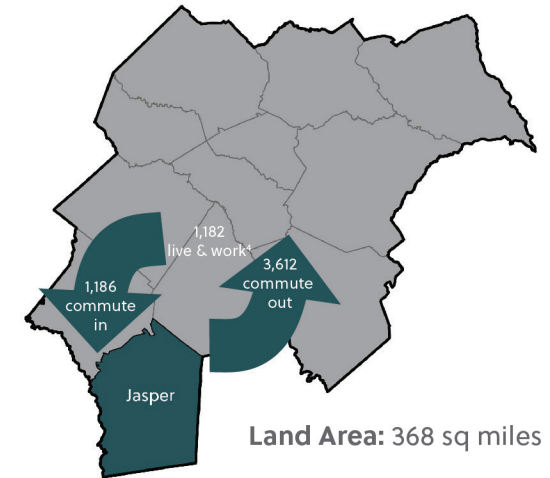 1,182
live & work⁴
1,186
commute
in
3,612
commute
out
Jasper
Land Area: 368 sq miles